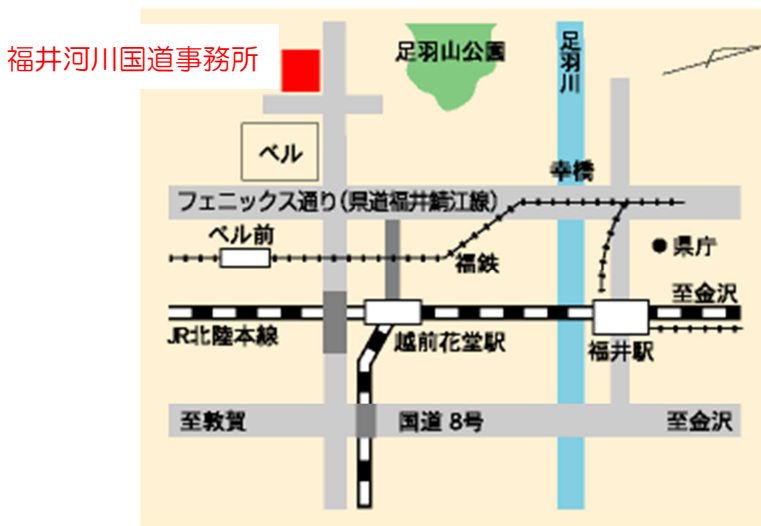 福井河川国道事務所
足羽山公園
足羽川
ベル
幸橋
フェニックス通り(県道福井鯖江線)
ベル前
福鉄
県庁
至金沢
JR北陸本線
越前花堂駅
福井駅
至敦賀
国道 8号
至金沢